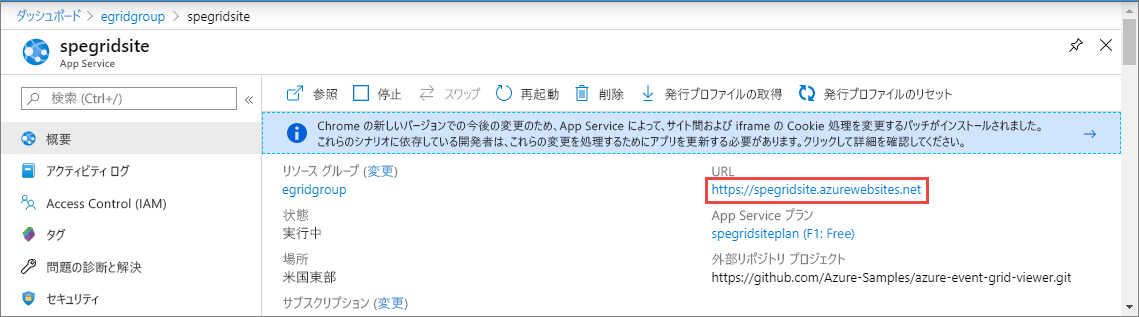 ダッシュボード > egridgroup > spegridsite
spegridsite
App Service
検索 (Ctrl+/)
概要
アクティビティ ログ
Access Control (IAM)
タグ
問題の診断と解決
セキュリティ
参照 停止 スワップ 再起動 削除 発行プロファイルの取得 発行プロファイルのリセット
Chrome の新しいバージョンでの今後の変更のため、App Service によって、サイト間および iframe の Cookie 処理を変更するパッチがインストールされました。
これらのシナリオに依存している開発者は、これらの変更を処理するためにアプリを更新する必要があります。クリックして詳細を確認してください。
リソース グループ (変更)
egridgroup
状態
実行中
場所
米国東部
サブスクリプション (変更)
URL
https://spegridsite.azurewebsites.net
App Service プラン
spegridsiteplan (F1: Free)
外部リポジトリ プロジェクト
https://github.com/Azure-Samples/azure-event-grid-viewer.git